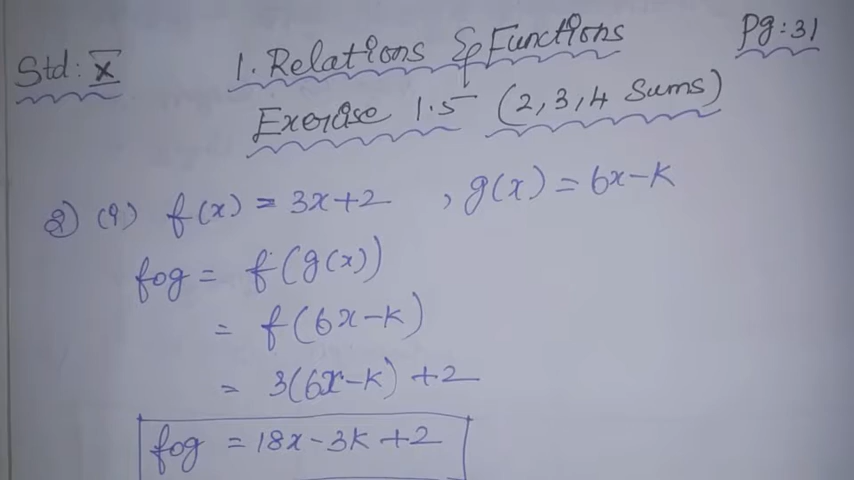 Std: X 1. Relations & Functions Pg: 31
Exercise 1.5 (2, 3, 4 Sums)
2) (i) f(x) = 3x+2 , g(x) = 6x-k
fog = f(g(x))
= f(6x-k)
= 3(6x-k) +2
fog = 18x-3k+2